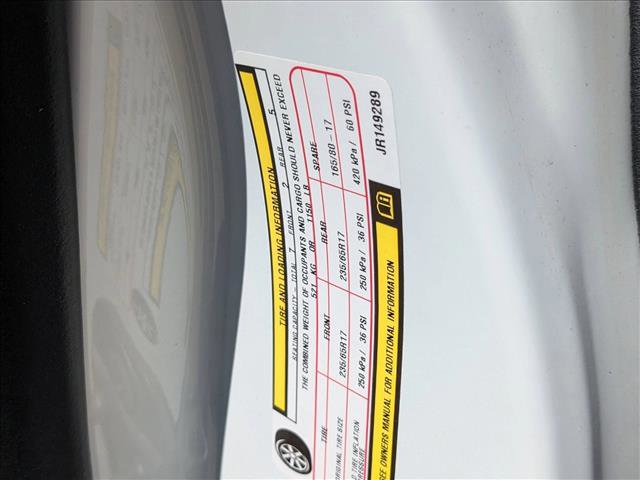 TIRE AND LOADING INFORMATION
SEATING CAPACITY – TOTAL 7 FRONT 2 REAR 5
THE COMBINED WEIGHT OF OCCUPANTS AND CARGO SHOULD NEVER EXCEED
521 KG OR 1150 LB
TIRE FRONT REAR SPARE
ORIGINAL TIRE SIZE 235/65R17 235/65R17 165/80 – 17
D TIRE INFLATION
PRESSURE 250 kPa / 36 PSI 250 kPa / 36 PSI 420 kPa / 60 PSI
SEE OWNERS MANUAL FOR ADDITIONAL INFORMATION
JR149289